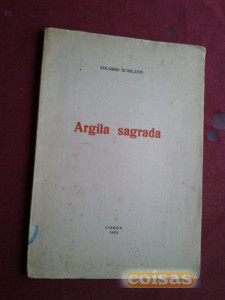 EDUARDO SCARLATTI
Argila sagrada
LISBOA
coisas